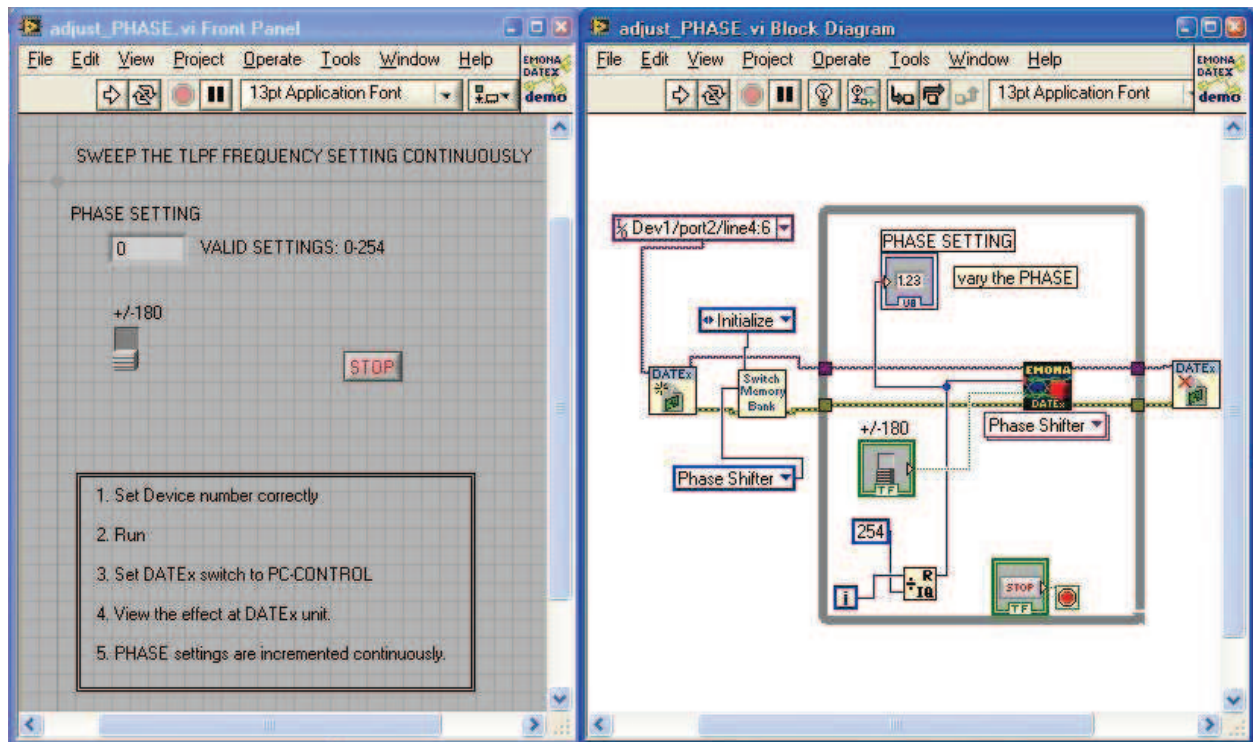 adjust_PHASE.vi Front Panel
File Edit View Project Operate Tools Window Help
EMONA
DATEX
demo
13pt Application Font
SWEEP THE TLPF FREQUENCY SETTING CONTINUOUSLY
PHASE SETTING
0
VALID SETTINGS: 0-254
+/-180
STOP
1. Set Device number correctly
2. Run
3. Set DATEx switch to PC-CONTROL
4. View the effect at DATEx unit.
5. PHASE settings are incremented continuously.
adjust_PHASE.vi Block Diagram
File Edit View Project Operate Tools Window Help
EMONA
DATEX
demo
13pt Application Font
Dev1/port2/line4:6
PHASE SETTING
1.23
U8
vary the PHASE
Initialize
DATEx
Switch
Memory
Bank
EMONA
DATEx
DATEx
Phase Shifter
+/-180
TF
Phase Shifter
254
R
IQ
i
STOP
TF